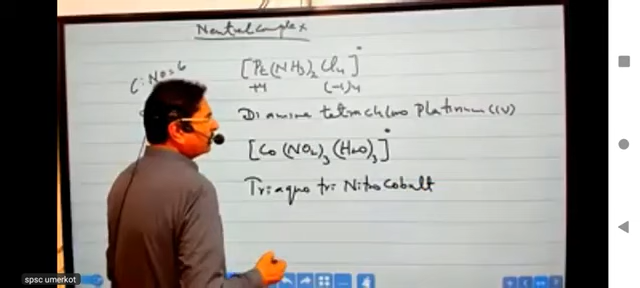 Neutral complex
C.NO=6
[Pt(NH3)2 Cl4]°
+4 (-1)4
Diamine tetrachloro Platinum(IV)
[Co(NO2)3(H2O)3]°
Triaquo tri Nitro Cobalt
spsc umerkot